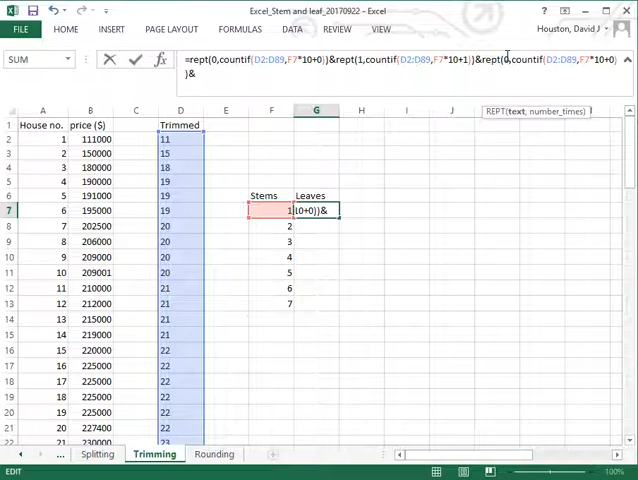 Excel_Stem and leaf_20170922 - Excel
FILE HOME INSERT PAGE LAYOUT FORMULAS DATA REVIEW VIEW Houston, David J
SUM =rept(0,countif(D2:D89,F7*10+0))&rept(1,countif(D2:D89,F7*10+1))&rept(0,countif(D2:D89,F7*10+0)
)&
REPT(text, number_times)
A B C D E F G H I J K
1 House no. price ($) Trimmed
2 1 111000 11
3 2 150000 15
4 3 180000 18
5 4 190000 19
6 5 191000 19 Stems Leaves
7 6 195000 19 1 10+0))&
8 7 202500 20 2
9 8 206000 20 3
10 9 209000 20 4
11 10 209001 20 5
12 11 210000 21 6
13 12 212000 21 7
14 13 215000 21
15 14 219000 21
16 15 220000 22
17 16 225000 22
18 17 225000 22
19 18 225000 22
20 19 225000 22
21 20 227400 22
22 21 230000 23
... Splitting Trimming Rounding
EDIT 100%